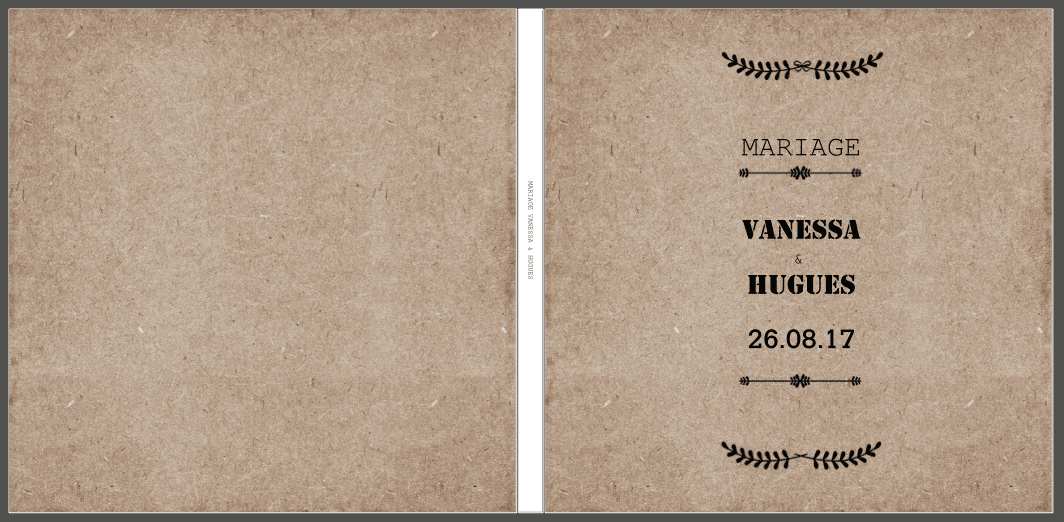 MARIAGE VANESSA & HUGUES
MARIAGE
VANESSA
&
HUGUES
26.08.17